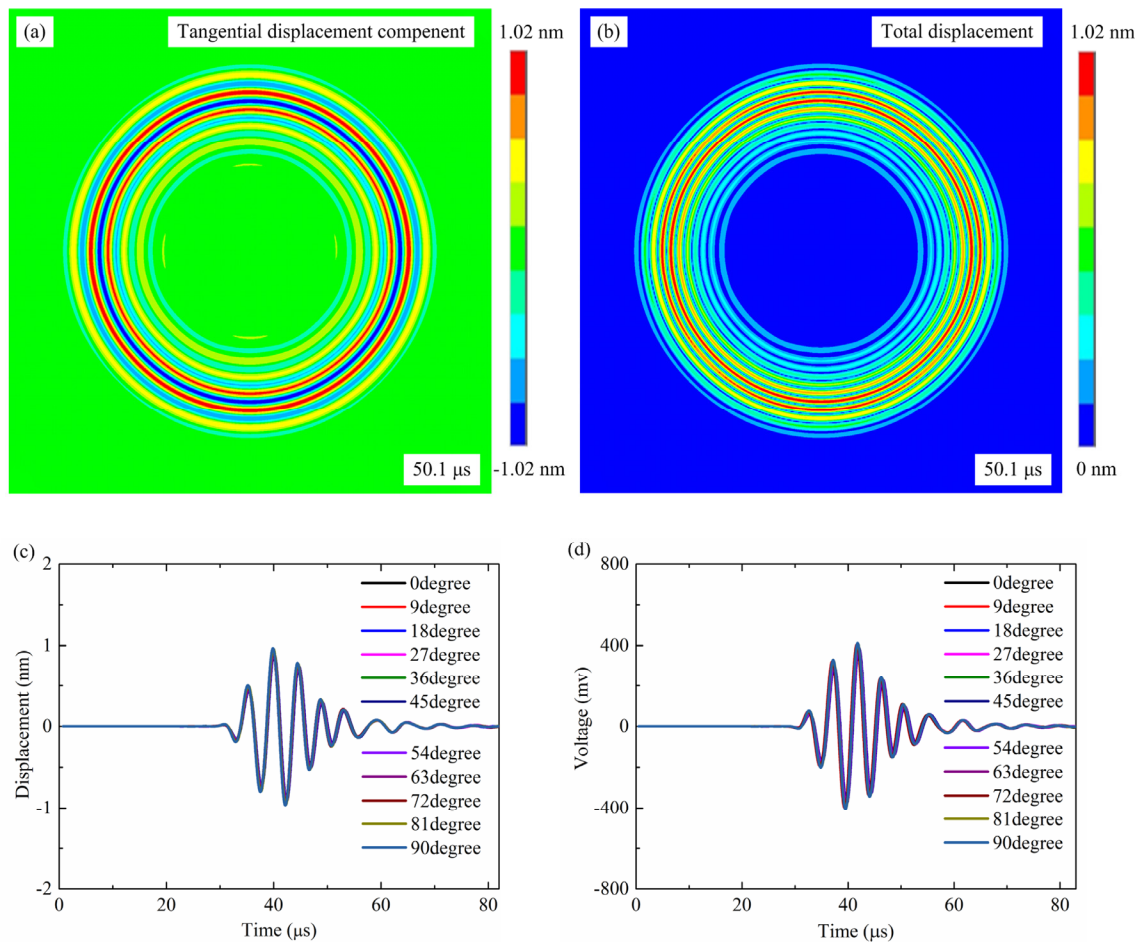 (a)
Tangential displacement compenent
1.02 nm
-1.02 nm
50.1 μs
(b)
Total displacement
1.02 nm
0 nm
50.1 μs
(c)
2
1
0
-1
-2
Displacement (nm)
0degree
9degree
18degree
27degree
36degree
45degree
54degree
63degree
72degree
81degree
90degree
0
20
40
60
80
Time (μs)
(d)
800
400
0
-400
-800
Voltage (mv)
0degree
9degree
18degree
27degree
36degree
45degree
54degree
63degree
72degree
81degree
90degree
0
20
40
60
80
Time (μs)